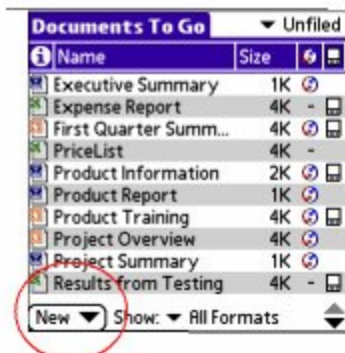 Documents To Go ▼ Unfiled
Name Size
Executive Summary 1K
Expense Report 4K -
First Quarter Summ... 4K
PriceList 4K -
Product Information 2K
Product Report 1K
Product Training 4K
Project Overview 4K
Project Summary 1K
Results from Testing 4K -
New ▼ Show: ▼ All Formats